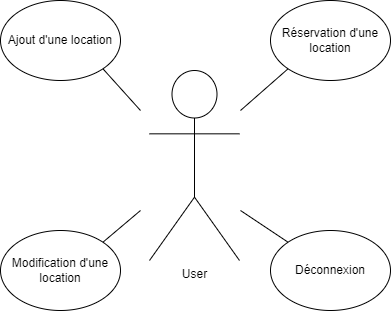 Ajout d'une location
Réservation d'une
location
Modification d'une
location
User
Déconnexion